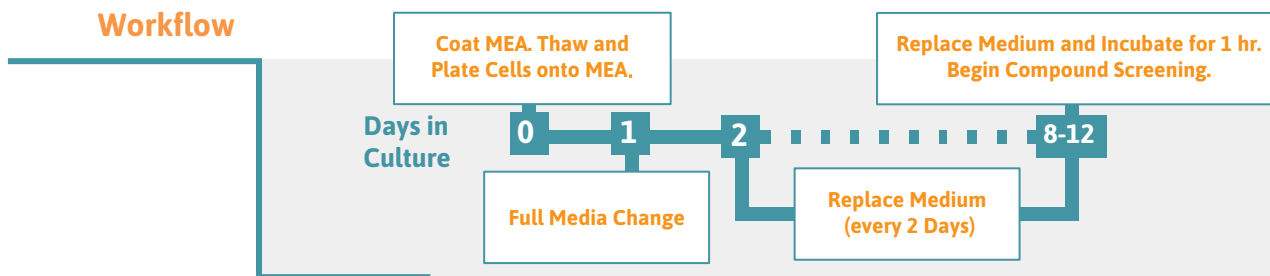 Workflow
Coat MEA. Thaw and
Plate Cells onto MEA.
Replace Medium and Incubate for 1 hr.
Begin Compound Screening.
Days in
Culture
0
1
2
8-12
Full Media Change
Replace Medium
(every 2 Days)